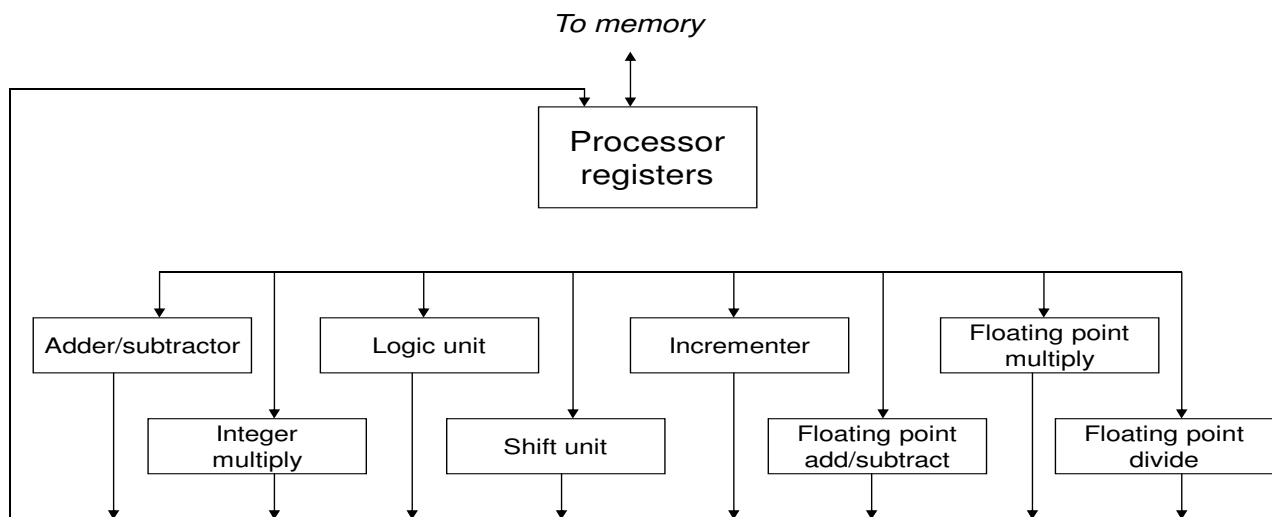 To memory
Processor
registers
Adder/subtractor
Logic unit
Incrementer
Floating point
multiply
Integer
multiply
Shift unit
Floating point
add/subtract
Floating point
divide